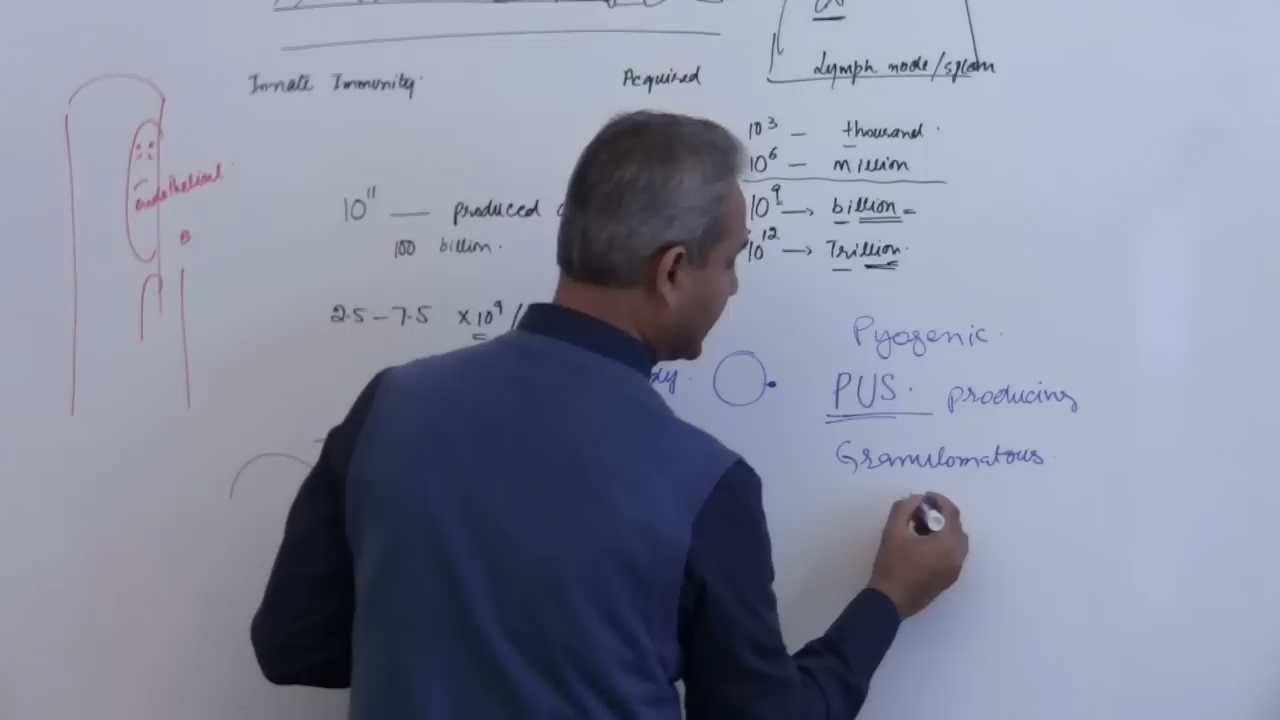 Lymph node/spleen
Innate Immunity. Acquired
10³ — thousand.
10⁶ — million
endothelial
B
10¹¹ — produced
10⁹ → billion =
100 billion.
10¹² → Trillion.
2.5 – 7.5 × 10⁹ /
Pyogenic.
PUS. producing
Granulomatous.